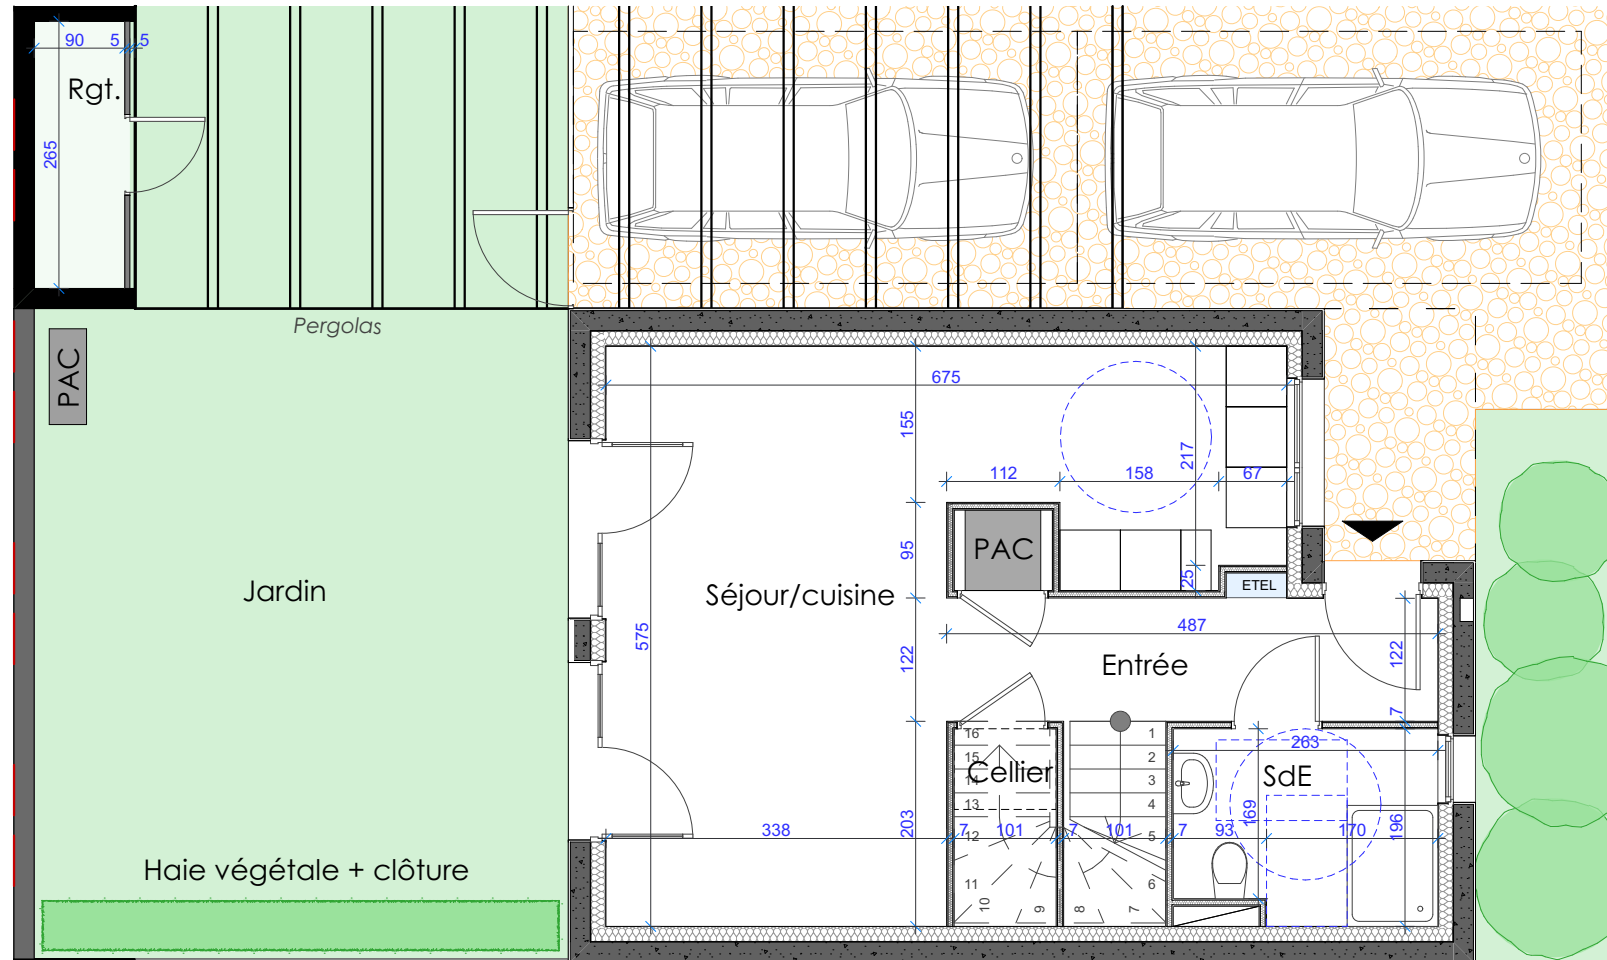 90 5 5
Rgt.
265
Pergolas
PAC
675
155
217
112 158 67
95
PAC
25
ETEL
Jardin
Séjour/cuisine
575
487
122
Entrée
122
7
16
15
14
13
12
11
10
9
Cellier
1
2
3
4
5
6
7
8
263
SdE
169
196
338 7 101 7 101 7 93 170
203
Haie végétale + clôture